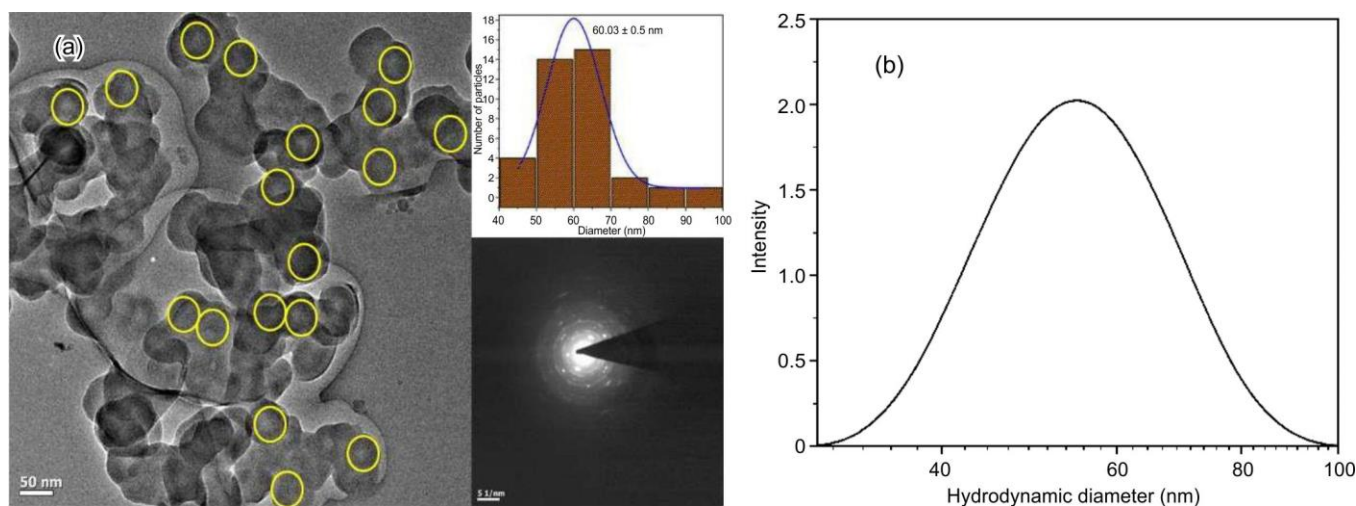 (a)
50 nm
18
16
14
12
10
8
6
4
2
0
Number of particles
60.03 ± 0.5 nm
40 50 60 70 80 90 100
Diameter (nm)
5 1/nm
(b)
2.5
2.0
1.5
1.0
0.5
0
Intensity
40 60 80 100
Hydrodynamic diameter (nm)